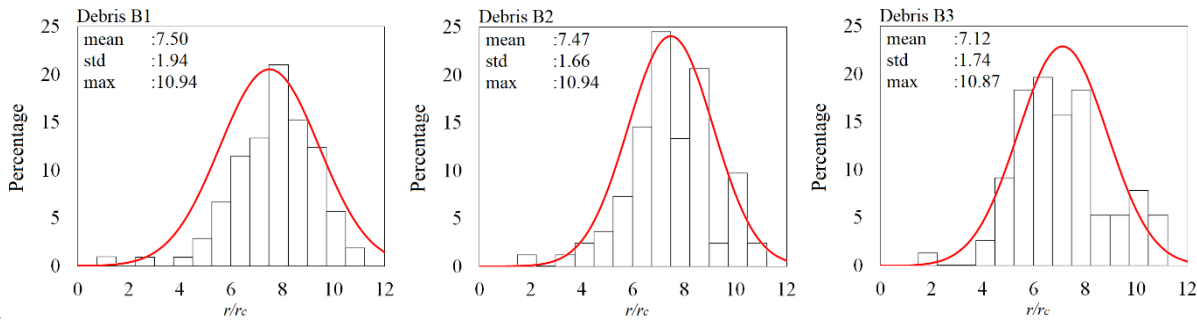 Debris B1
mean :7.50
std :1.94
max :10.94
Percentage
25
20
15
10
5
0
0 2 4 6 8 10 12
r/rc
Debris B2
mean :7.47
std :1.66
max :10.94
Percentage
25
20
15
10
5
0
0 2 4 6 8 10 12
r/rc
Debris B3
mean :7.12
std :1.74
max :10.87
Percentage
25
20
15
10
5
0
0 2 4 6 8 10 12
r/rc